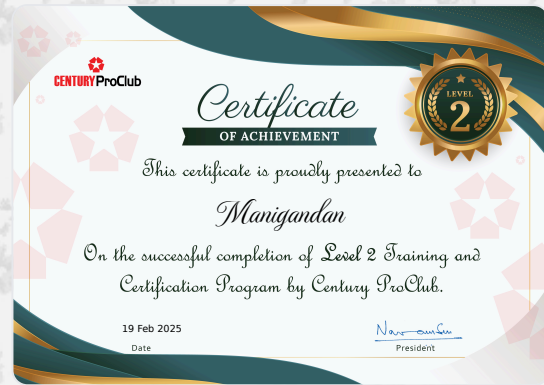 CENTURY ProClub
LEVEL
2
Certificate
OF ACHIEVEMENT
This certificate is proudly presented to
Manigandan
On the successful completion of Level 2 Training and
Certification Program by Century ProClub.
19 Feb 2025
Date
President